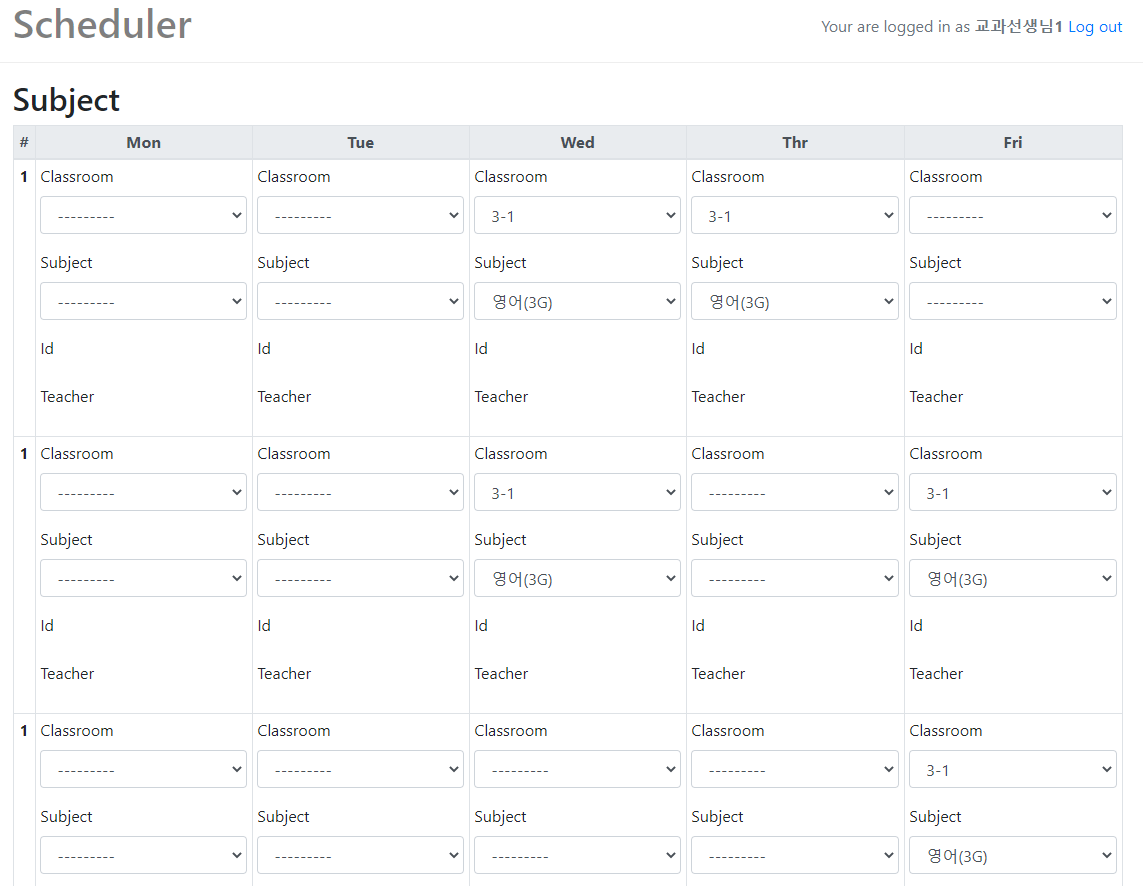 Scheduler
Your are logged in as 교과선생님1 Log out
Subject
# Mon Tue Wed Thr Fri
1 Classroom Classroom Classroom Classroom Classroom
--------- --------- 3-1 3-1 ---------
Subject Subject Subject Subject Subject
--------- --------- 영어(3G) 영어(3G) ---------
Id Id Id Id Id
Teacher Teacher Teacher Teacher Teacher
1 Classroom Classroom Classroom Classroom Classroom
--------- --------- 3-1 --------- 3-1
Subject Subject Subject Subject Subject
--------- --------- 영어(3G) --------- 영어(3G)
Id Id Id Id Id
Teacher Teacher Teacher Teacher Teacher
1 Classroom Classroom Classroom Classroom Classroom
--------- --------- --------- --------- 3-1
Subject Subject Subject Subject Subject
--------- --------- --------- --------- 영어(3G)